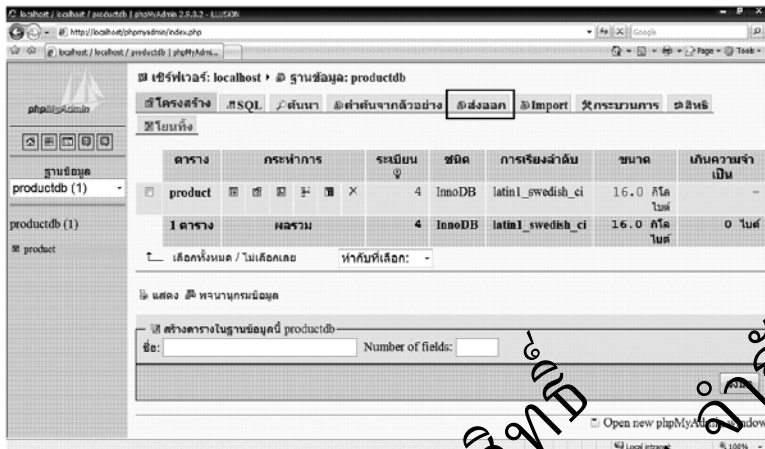 localhost / localhost / productdb | phpMyAdmin 2.9.3.2 - ILLUSION
http://localhost/phpmyadmin/index.php
Google
localhost / localhost / productdb | phpMyAdmi...
Page Tools
phpMyAdmin
ฐานข้อมูล
productdb (1)
productdb (1)
product
เซิร์ฟเวอร์: localhost ▸ ฐานข้อมูล: productdb
โครงสร้าง SQL ค้นหา คำค้นจากตัวอย่าง ส่งออก Import กระบวนการ สิทธิ
โยนทิ้ง
ตาราง กระทำการ ระเบียน ชนิด การเรียงลำดับ ขนาด เกินความจำเป็น
product 4 InnoDB latin1_swedish_ci 16.0 กิโลไบต์ -
1 ตาราง ผลรวม 4 InnoDB latin1_swedish_ci 16.0 กิโลไบต์ 0 ไบต์
เลือกทั้งหมด / ไม่เลือกเลย ทำกับที่เลือก:
แสดง พจนานุกรมข้อมูล
สร้างตารางในฐานข้อมูลนี้ productdb
ชื่อ: Number of fields:
ลงมือ
Open new phpMyAdmin window
Local intranet 100%